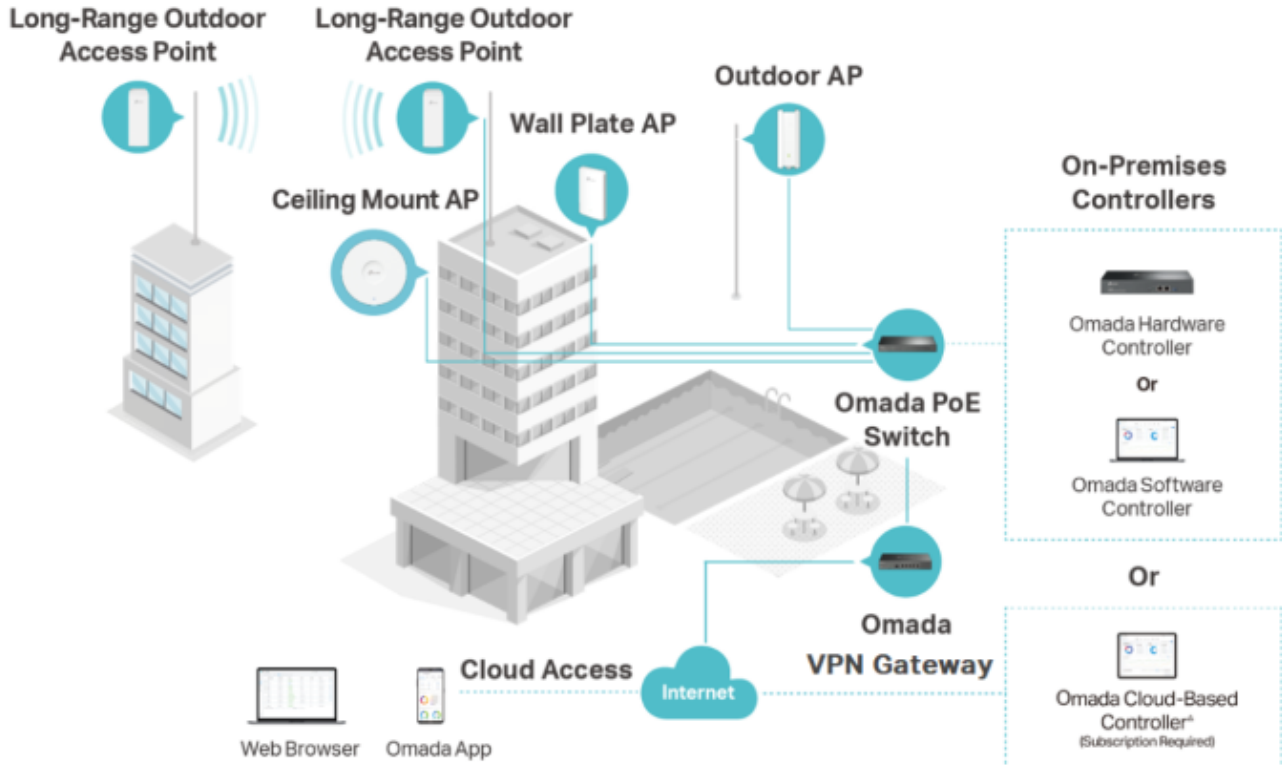 Long-Range Outdoor
Access Point
Long-Range Outdoor
Access Point
Outdoor AP
Wall Plate AP
Ceiling Mount AP
On-Premises
Controllers
Omada Hardware
Controller
Or
Omada Software
Controller
Omada PoE
Switch
Or
Omada
VPN Gateway
Cloud Access
Internet
Web Browser
Omada App
Omada Cloud-Based
Controller
(Subscription Required)